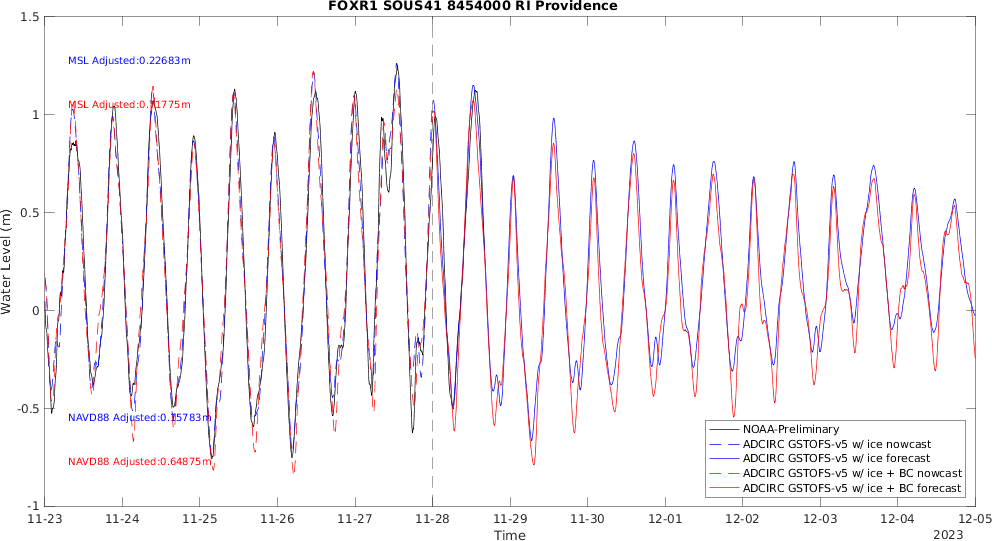 FOXR1 SOUS41 8454000 RI Providence
1.5
1
0.5
0
-0.5
-1
Water Level (m)
MSL Adjusted:0.22683m
MSL Adjusted:0.71775m
NAVD88 Adjusted:0.15783m
NAVD88 Adjusted:0.64875m
NOAA-Preliminary
ADCIRC GSTOFS-v5 w/ ice nowcast
ADCIRC GSTOFS-v5 w/ ice forecast
ADCIRC GSTOFS-v5 w/ ice + BC nowcast
ADCIRC GSTOFS-v5 w/ ice + BC forecast
11-23 11-24 11-25 11-26 11-27 11-28 11-29 11-30 12-01 12-02 12-03 12-04 12-05
Time
2023